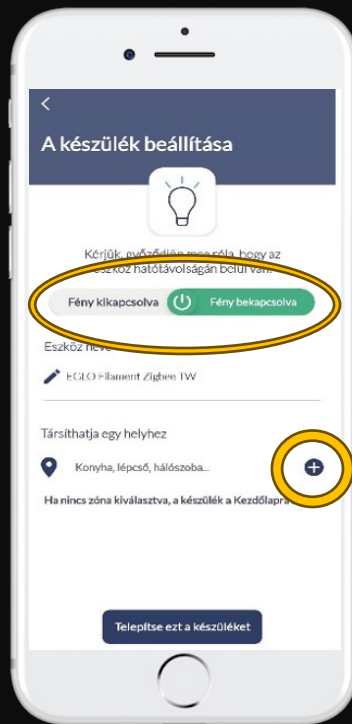 A készülék beállítása
Kérjük, győződjön meg róla, hogy az
eszköz hatótávolságán belül van.
Fény kikapcsolva Fény bekapcsolva
Eszköz neve
EGLO Filament Zigbee TW
Társíthatja egy helyhez
Konyha, lépcső, hálószoba...
Ha nincs zóna kiválasztva, a készülék a Kezdőlapra
Telepítse ezt a készüléket